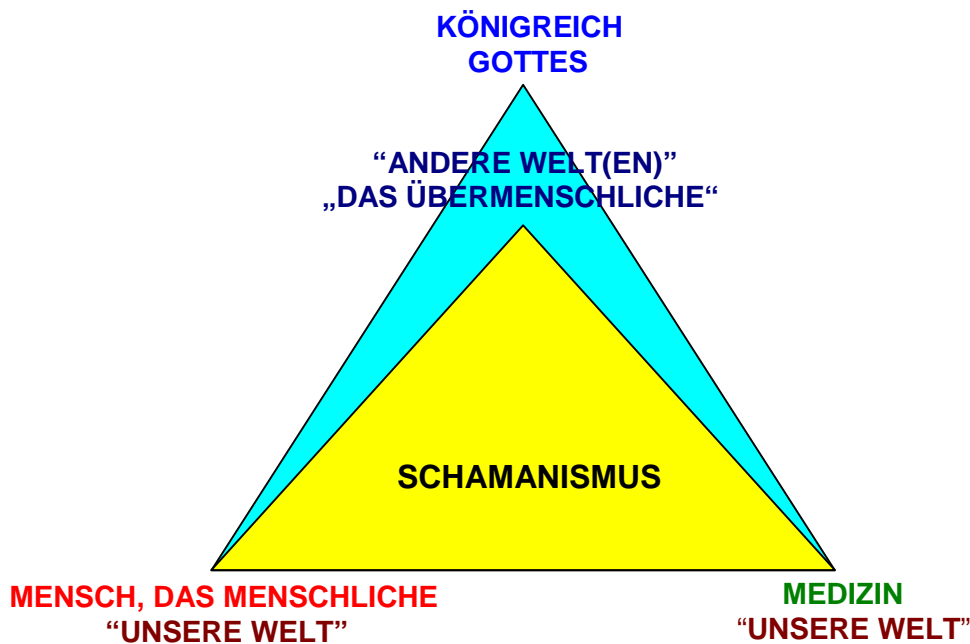 KÖNIGREICH
GOTTES
“ANDERE WELT(EN)”
„DAS ÜBERMENSCHLICHE“
SCHAMANISMUS
MENSCH, DAS MENSCHLICHE
“UNSERE WELT”
MEDIZIN
“UNSERE WELT”